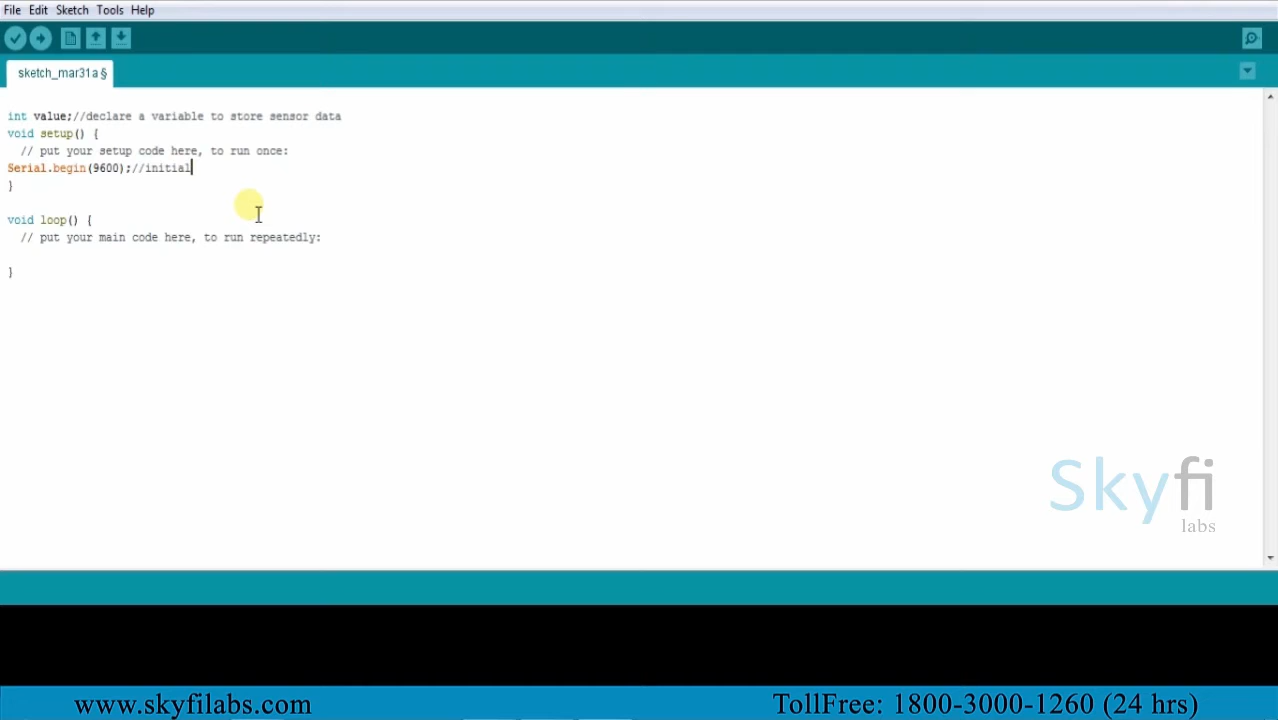 File Edit Sketch Tools Help
sketch_mar31a §
int value;//declare a variable to store sensor data
void setup() {
  // put your setup code here, to run once:
Serial.begin(9600);//initial
}
void loop() {
  // put your main code here, to run repeatedly:
}
Skyfi
labs
www.skyfilabs.com TollFree: 1800-3000-1260 (24 hrs)